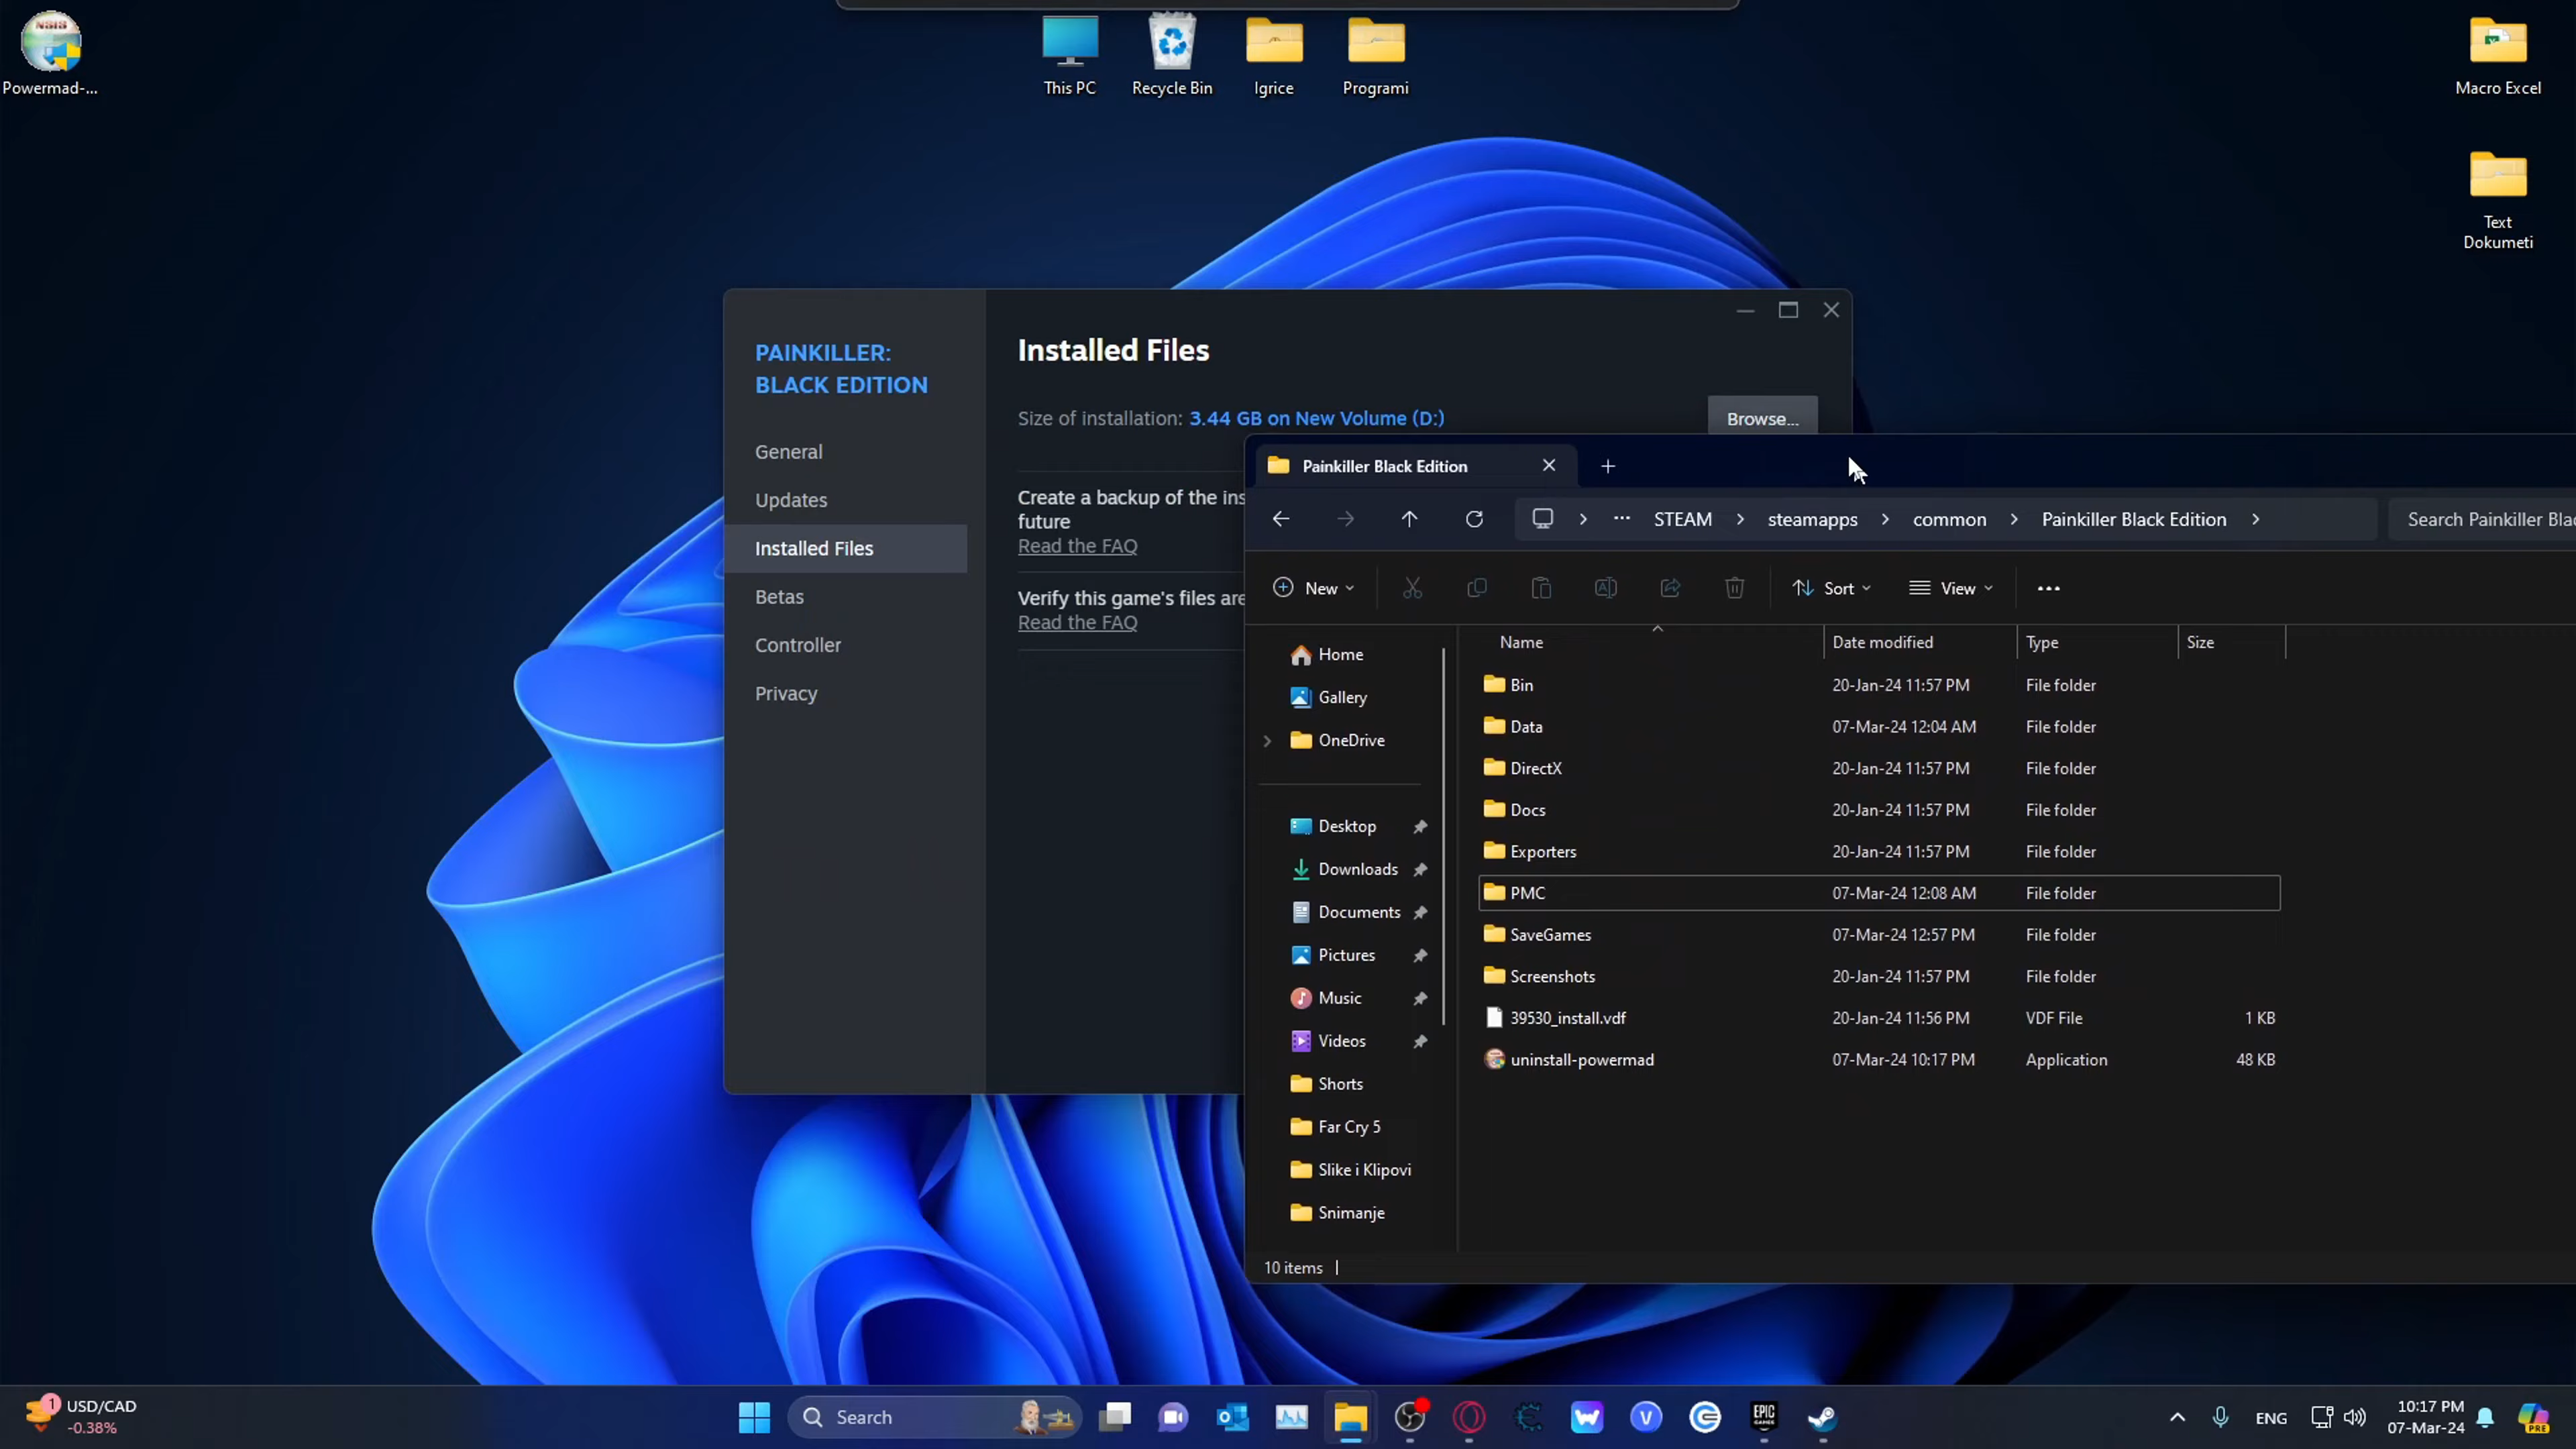 NSIS
Powermad-...
This PC
Recycle Bin
Igrice
Programi
Macro Excel
Text
Dokumeti
PAINKILLER:
BLACK EDITION
General
Updates
Installed Files
Betas
Controller
Privacy
Installed Files
Size of installation: 3.44 GB on New Volume (D:)
Browse...
Create a backup of the ins
future
Read the FAQ
Verify this game's files are
Read the FAQ
Painkiller Black Edition
STEAM > steamapps > common > Painkiller Black Edition >
Search Painkiller Bla
New
Sort
View
Home
Gallery
OneDrive
Desktop
Downloads
Documents
Pictures
Music
Videos
Shorts
Far Cry 5
Slike i Klipovi
Snimanje
Name Date modified Type Size
Bin 20-Jan-24 11:57 PM File folder
Data 07-Mar-24 12:04 AM File folder
DirectX 20-Jan-24 11:57 PM File folder
Docs 20-Jan-24 11:57 PM File folder
Exporters 20-Jan-24 11:57 PM File folder
PMC 07-Mar-24 12:08 AM File folder
SaveGames 07-Mar-24 12:57 PM File folder
Screenshots 20-Jan-24 11:57 PM File folder
39530_install.vdf 20-Jan-24 11:56 PM VDF File 1 KB
uninstall-powermad 07-Mar-24 10:17 PM Application 48 KB
10 items
1
USD/CAD
-0.38%
Search
EPIC
GAMES
ENG
10:17 PM
07-Mar-24
PRE